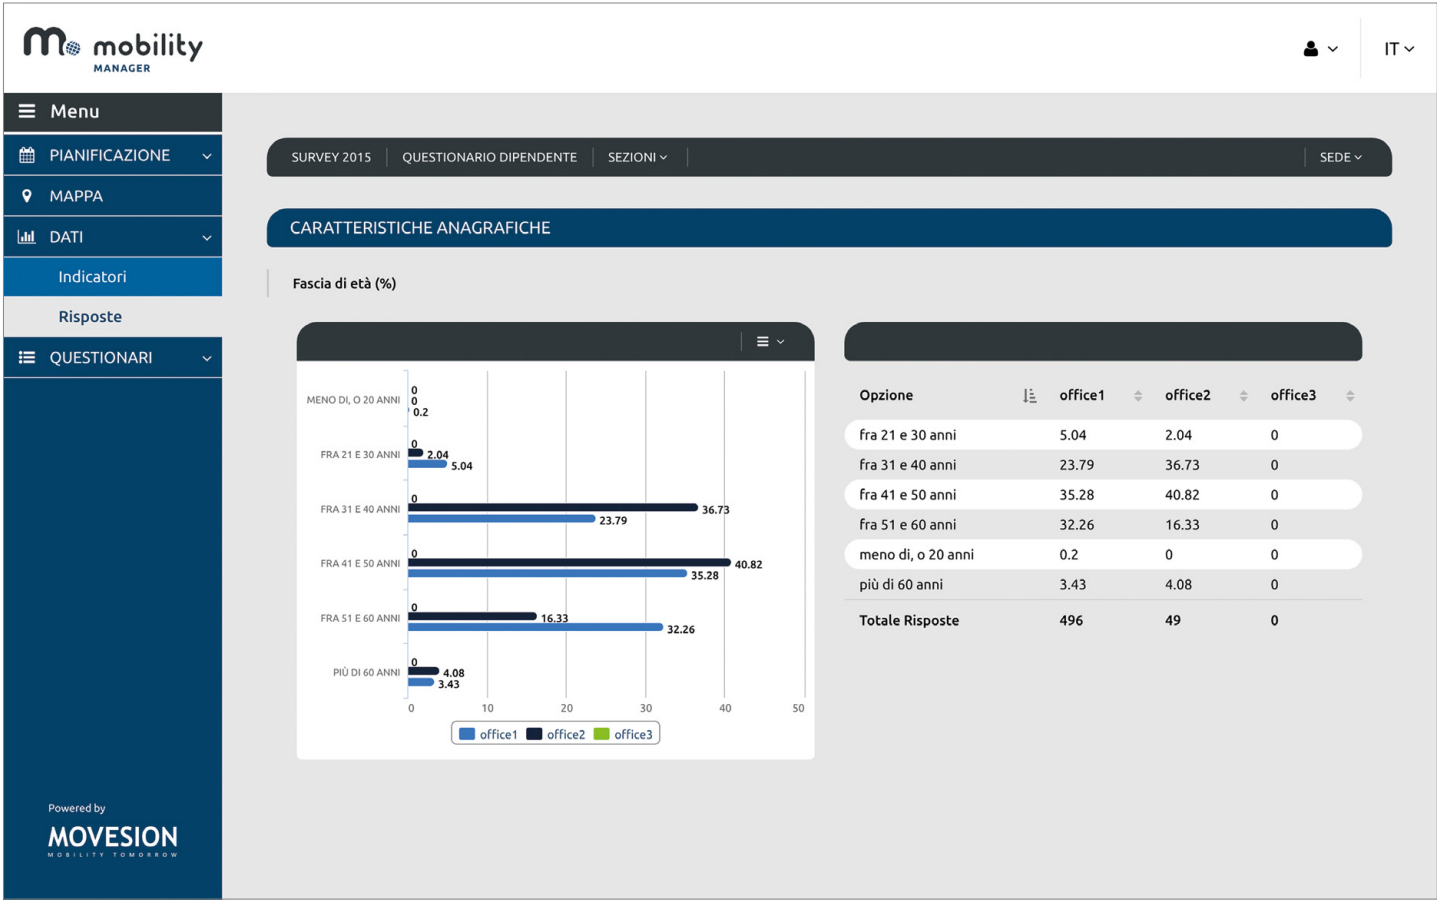 mobility
MANAGER
IT
Menu
PIANIFICAZIONE
MAPPA
DATI
Indicatori
Risposte
QUESTIONARI
Powered by
MOVESION
MOBILITY TOMORROW
SURVEY 2015 QUESTIONARIO DIPENDENTE SEZIONI SEDE
CARATTERISTICHE ANAGRAFICHE
Fascia di età (%)
MENO DI, O 20 ANNI 0
0
0.2
FRA 21 E 30 ANNI 0
2.04
5.04
FRA 31 E 40 ANNI 0
36.73
23.79
FRA 41 E 50 ANNI 0
40.82
35.28
FRA 51 E 60 ANNI 0
16.33
32.26
PIÙ DI 60 ANNI 0
4.08
3.43
0 10 20 30 40 50
office1 office2 office3
Opzione office1 office2 office3
fra 21 e 30 anni 5.04 2.04 0
fra 31 e 40 anni 23.79 36.73 0
fra 41 e 50 anni 35.28 40.82 0
fra 51 e 60 anni 32.26 16.33 0
meno di, o 20 anni 0.2 0 0
più di 60 anni 3.43 4.08 0
Totale Risposte 496 49 0